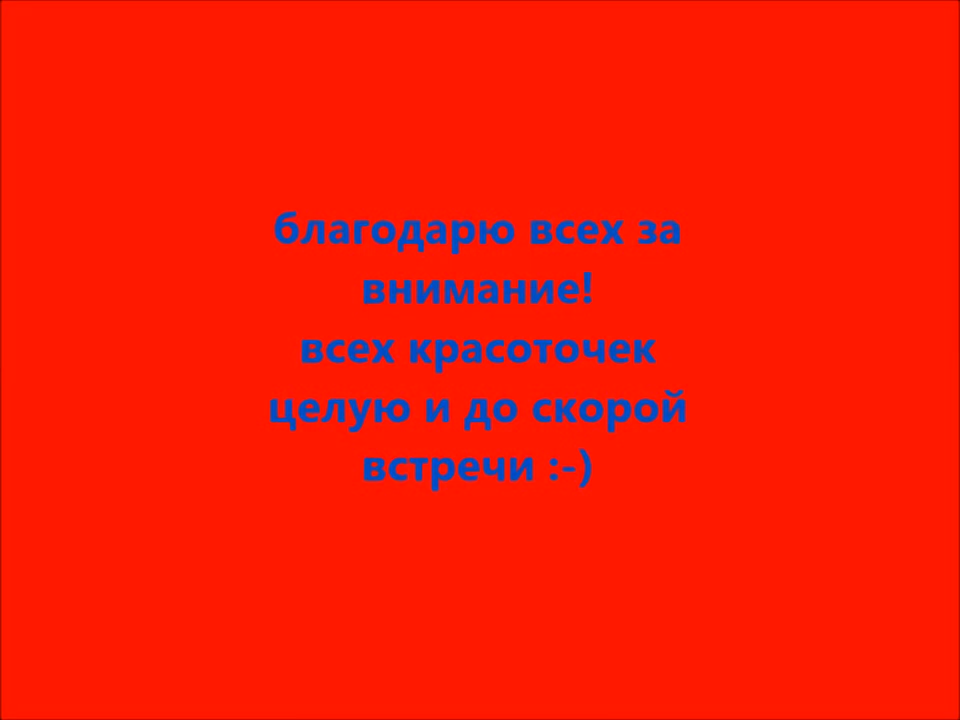 благодарю всех за
внимание!
всех красоточек
целую и до скорой
встречи :-)